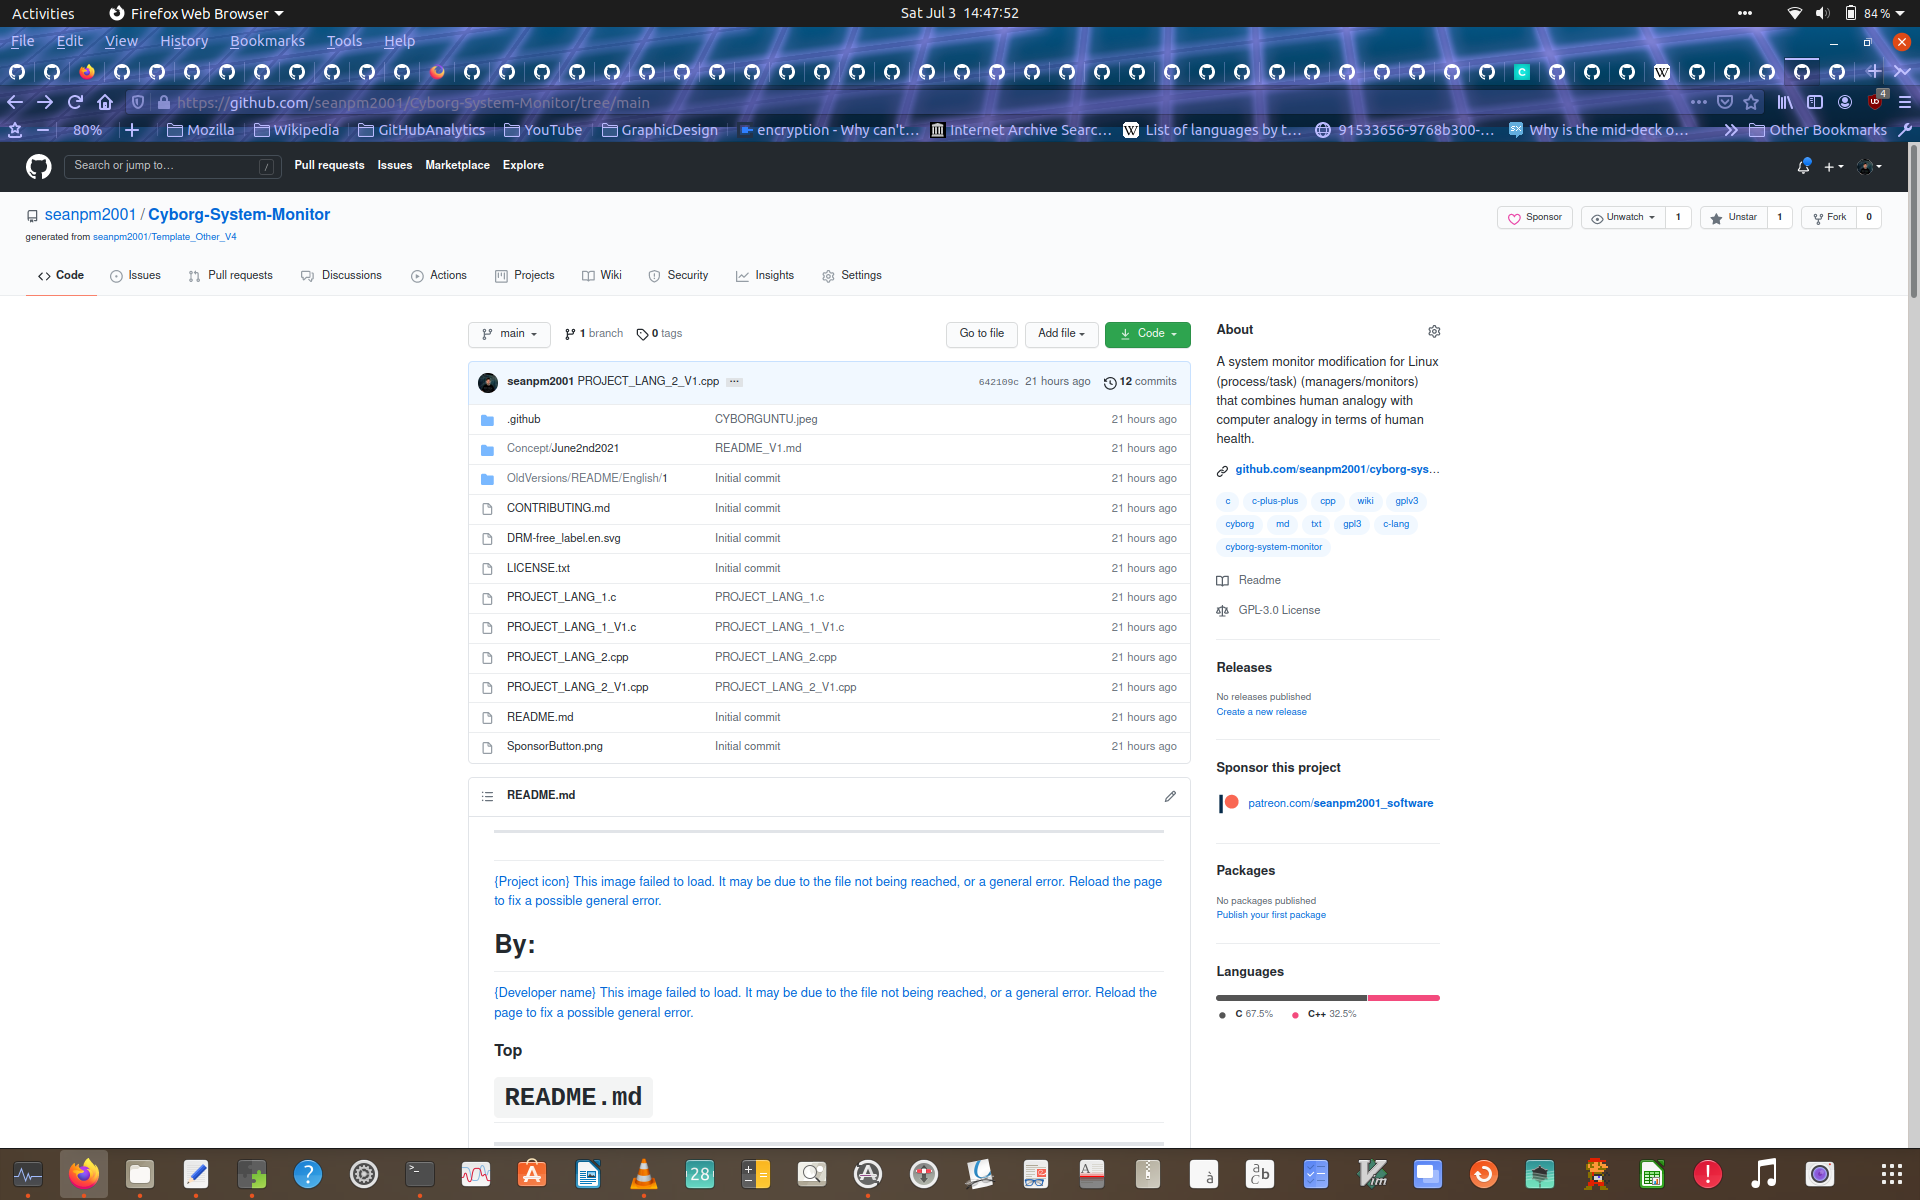 Activities Firefox Web Browser Sat Jul 3 14:47:52 84 %
File Edit View History Bookmarks Tools Help
https://github.com/seanpm2001/Cyborg-System-Monitor/tree/main
80% Mozilla Wikipedia GitHubAnalytics YouTube GraphicDesign encryption - Why can't... Internet Archive Searc... List of languages by t... 91533656-9768b300-... Why is the mid-deck o... Other Bookmarks
Search or jump to... / Pull requests Issues Marketplace Explore
seanpm2001 / Cyborg-System-Monitor Sponsor Unwatch 1 Unstar 1 Fork 0
generated from seanpm2001/Template_Other_V4
Code Issues Pull requests Discussions Actions Projects Wiki Security Insights Settings
main 1 branch 0 tags Go to file Add file Code
seanpm2001 PROJECT_LANG_2_V1.cpp ... 642109c 21 hours ago 12 commits
.github CYBORGUNTU.jpeg 21 hours ago
Concept/June2nd2021 README_V1.md 21 hours ago
OldVersions/README/English/1 Initial commit 21 hours ago
CONTRIBUTING.md Initial commit 21 hours ago
DRM-free_label.en.svg Initial commit 21 hours ago
LICENSE.txt Initial commit 21 hours ago
PROJECT_LANG_1.c PROJECT_LANG_1.c 21 hours ago
PROJECT_LANG_1_V1.c PROJECT_LANG_1_V1.c 21 hours ago
PROJECT_LANG_2.cpp PROJECT_LANG_2.cpp 21 hours ago
PROJECT_LANG_2_V1.cpp PROJECT_LANG_2_V1.cpp 21 hours ago
README.md Initial commit 21 hours ago
SponsorButton.png Initial commit 21 hours ago
README.md
{Project icon} This image failed to load. It may be due to the file not being reached, or a general error. Reload the page
to fix a possible general error.
By:
{Developer name} This image failed to load. It may be due to the file not being reached, or a general error. Reload the
page to fix a possible general error.
Top
README.md
About
A system monitor modification for Linux
(process/task) (managers/monitors)
that combines human analogy with
computer analogy in terms of human
health.
github.com/seanpm2001/cyborg-sys...
c c-plus-plus cpp wiki gplv3
cyborg md txt gpl3 c-lang
cyborg-system-monitor
Readme
GPL-3.0 License
Releases
No releases published
Create a new release
Sponsor this project
patreon.com/seanpm2001_software
Packages
No packages published
Publish your first package
Languages
C 67.5% C++ 32.5%